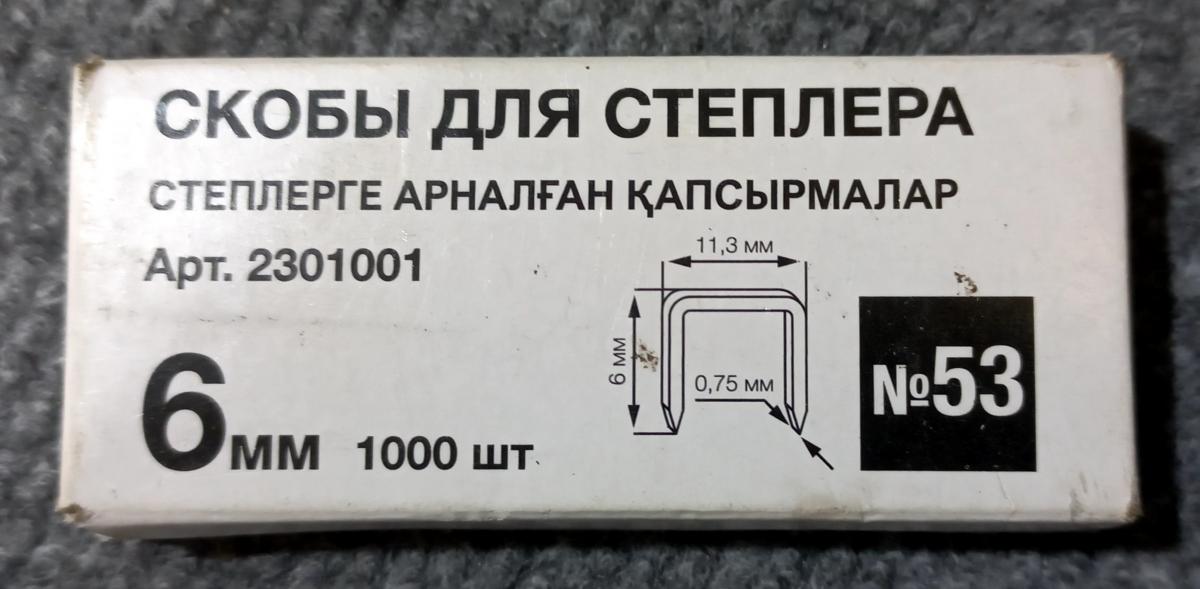 СКОБЫ ДЛЯ СТЕПЛЕРА
СТЕПЛЕРГЕ АРНАЛҒАН ҚАПСЫРМАЛАР
Арт. 2301001
11,3 мм
6 мм
0,75 мм
№53
6мм 1000 шт.